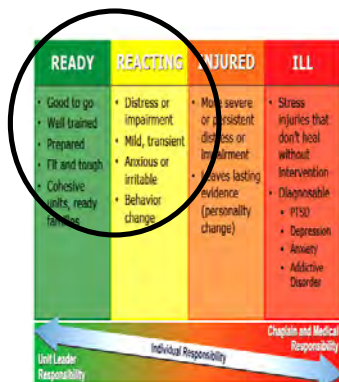 READY
• Good to go
• Well trained
• Prepared
• Fit and tough
• Cohesive
units, ready
families
REACTING
• Distress or
impairment
• Mild, transient
• Anxious or
irritable
• Behavior
change
INJURED
• More severe
or persistent
distress or
impairment
• Leaves lasting
evidence
(personality
change)
ILL
• Stress
injuries that
don't heal
without
Intervention
• Diagnosable
• PTSD
• Depression
• Anxiety
• Addictive
Disorder
Unit Leader
Responsibility
Individual Responsibility
Chaplain and Medical
Responsibility